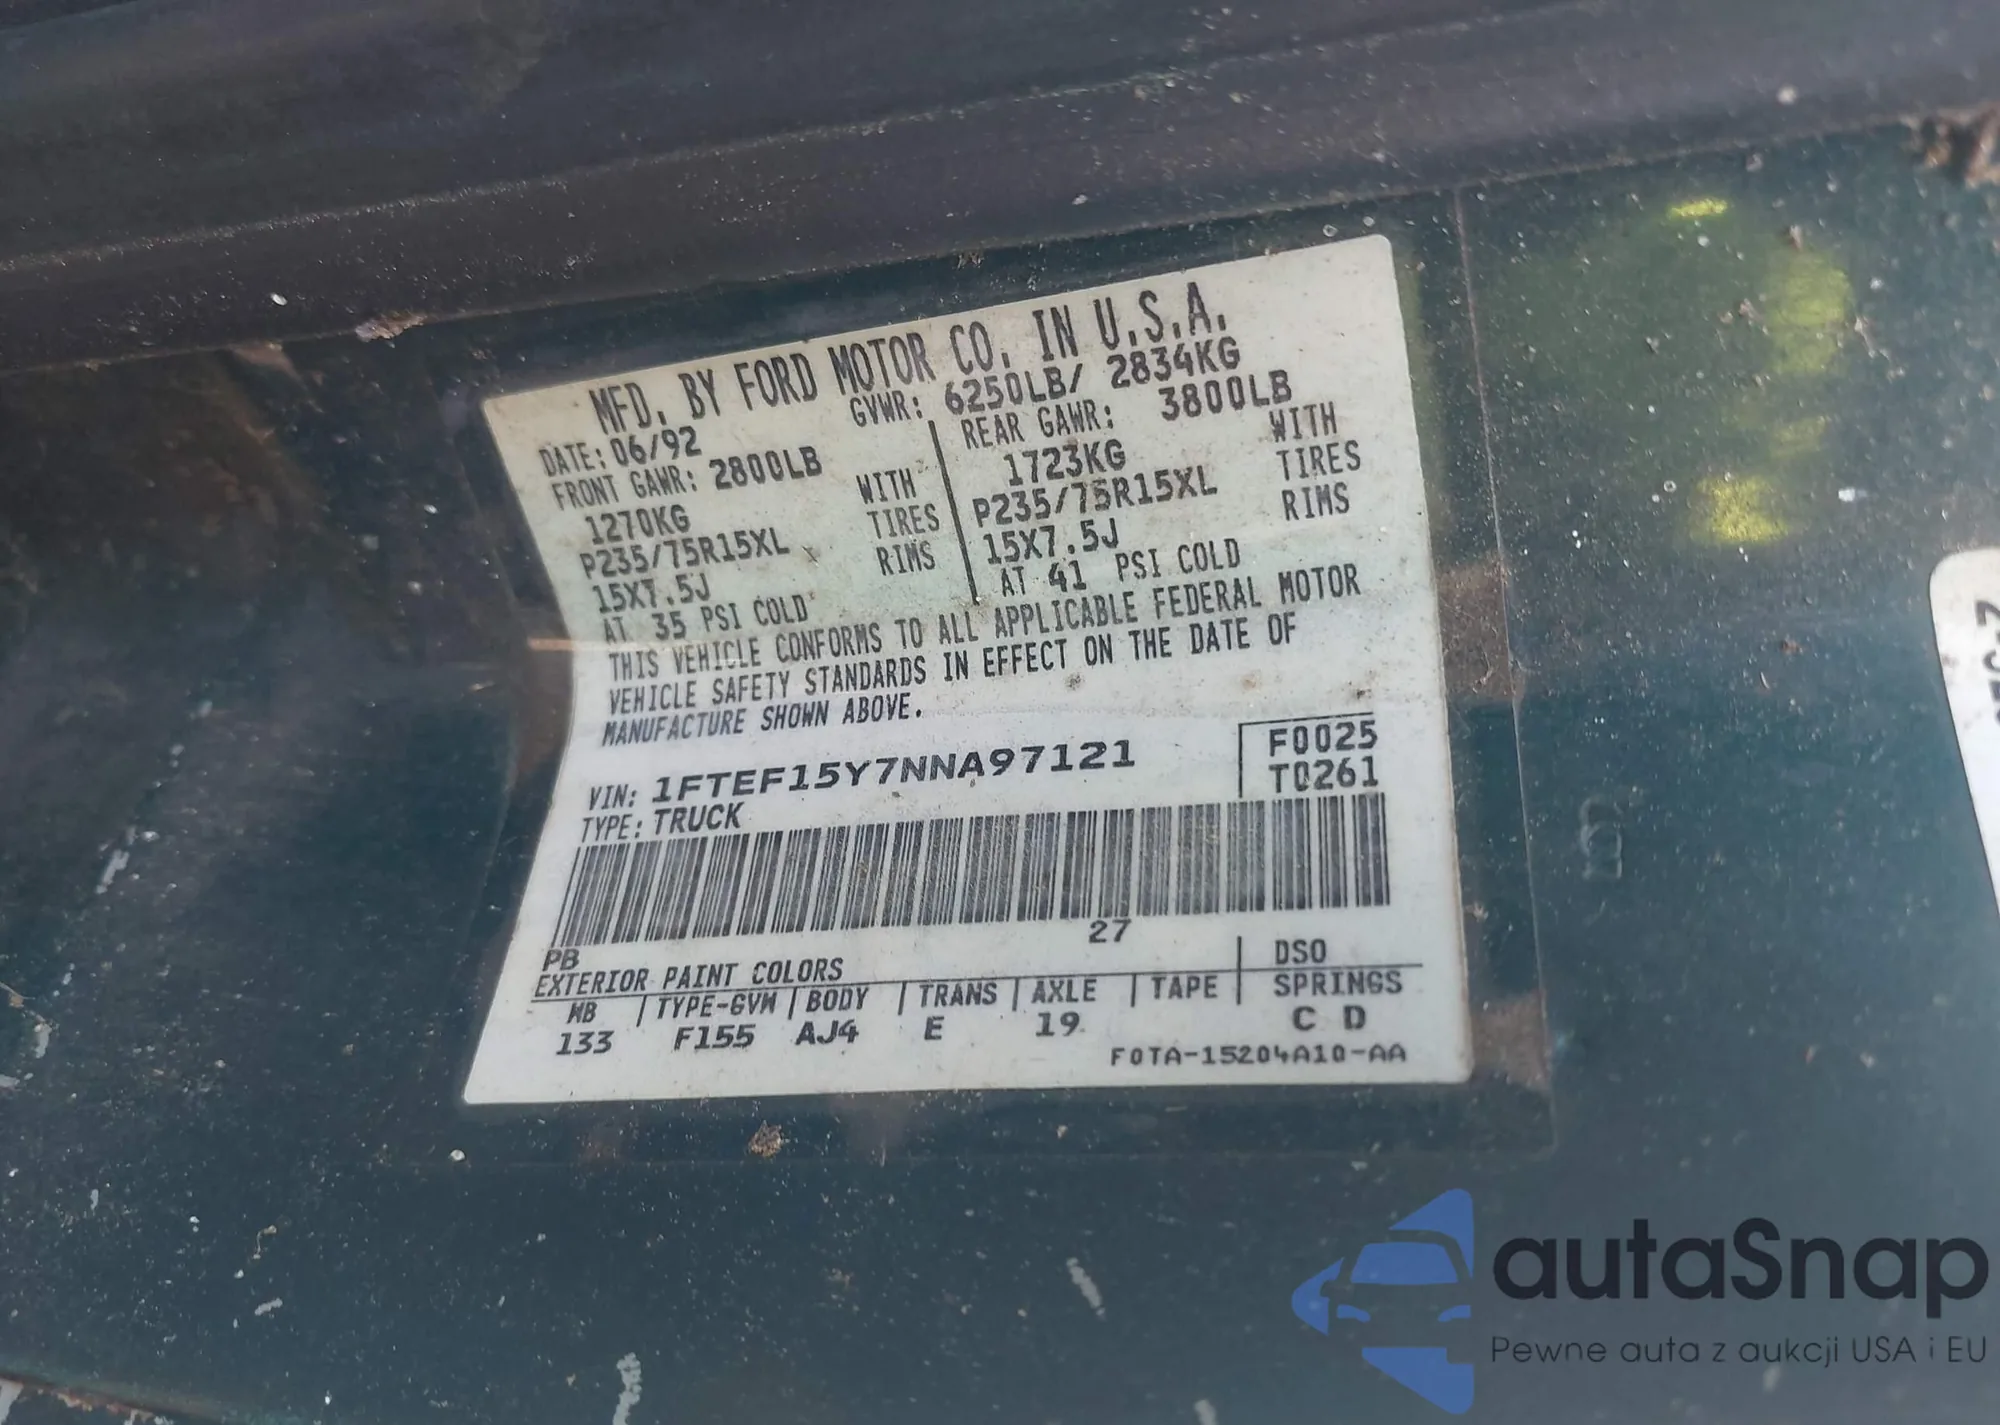 MFD. BY FORD MOTOR CO. IN U.S.A.
DATE: 06/92 GVWR: 6250LB/ 2834KG
FRONT GAWR: 2800LB REAR GAWR: 3800LB
1270KG WITH 1723KG WITH
P235/75R15XL TIRES P235/75R15XL TIRES
15X7.5J RIMS 15X7.5J RIMS
AT 35 PSI COLD AT 41 PSI COLD
THIS VEHICLE CONFORMS TO ALL APPLICABLE FEDERAL MOTOR
VEHICLE SAFETY STANDARDS IN EFFECT ON THE DATE OF
MANUFACTURE SHOWN ABOVE.
VIN: 1FTEF15Y7NNA97121 F0025
TYPE: TRUCK T0261
27
PB DSO
EXTERIOR PAINT COLORS
WB TYPE-GVW BODY TRANS AXLE TAPE SPRINGS
133 F155 AJ4 E 19 C D
F0TA-15204A10-AA
autaSnap
Pewne auta z aukcji USA i EU